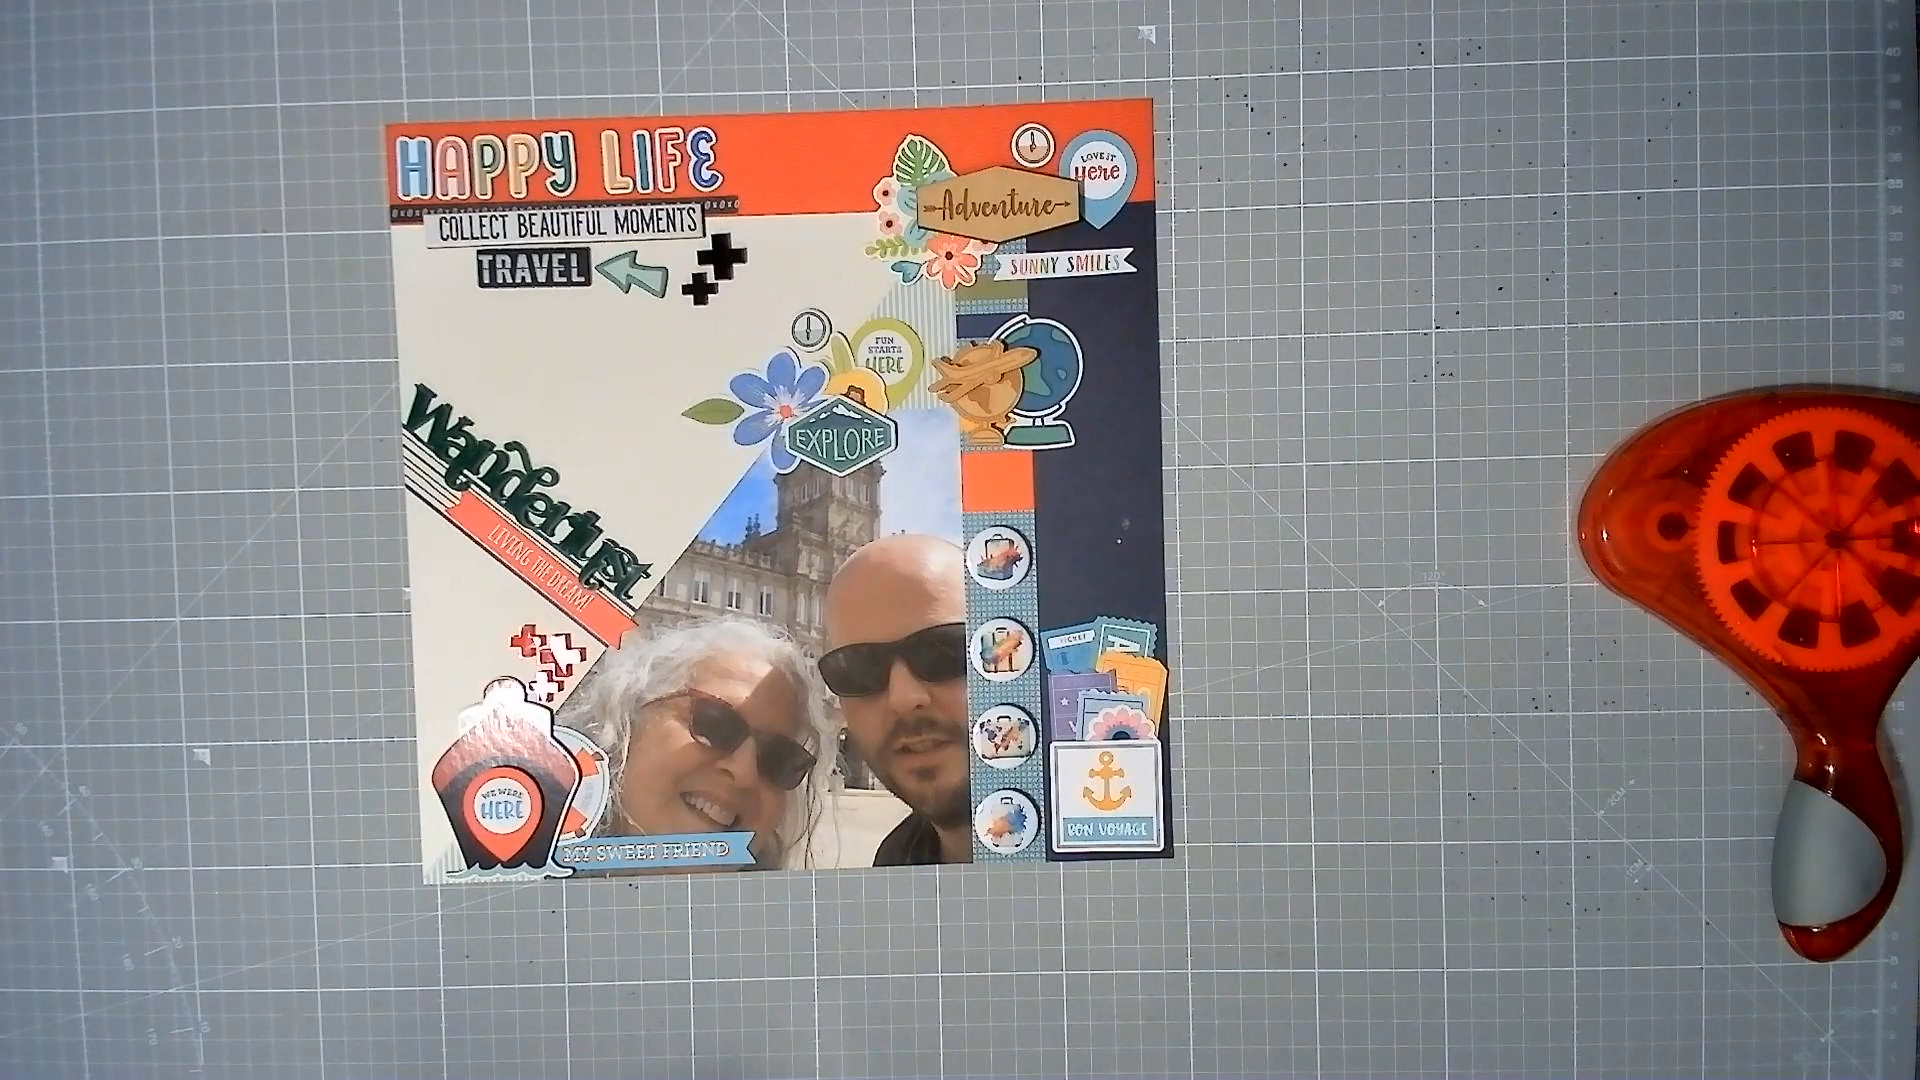 HAPPY LIFE
COLLECT BEAUTIFUL MOMENTS
TRAVEL
LOVE IT
Here
Adventure
SUNNY SMILES
FUN
STARTS
HERE
EXPLORE
Wanderlust
LIVING THE DREAM!
TICKET
WE WERE
HERE
MY SWEET FRIEND
BON VOYAGE